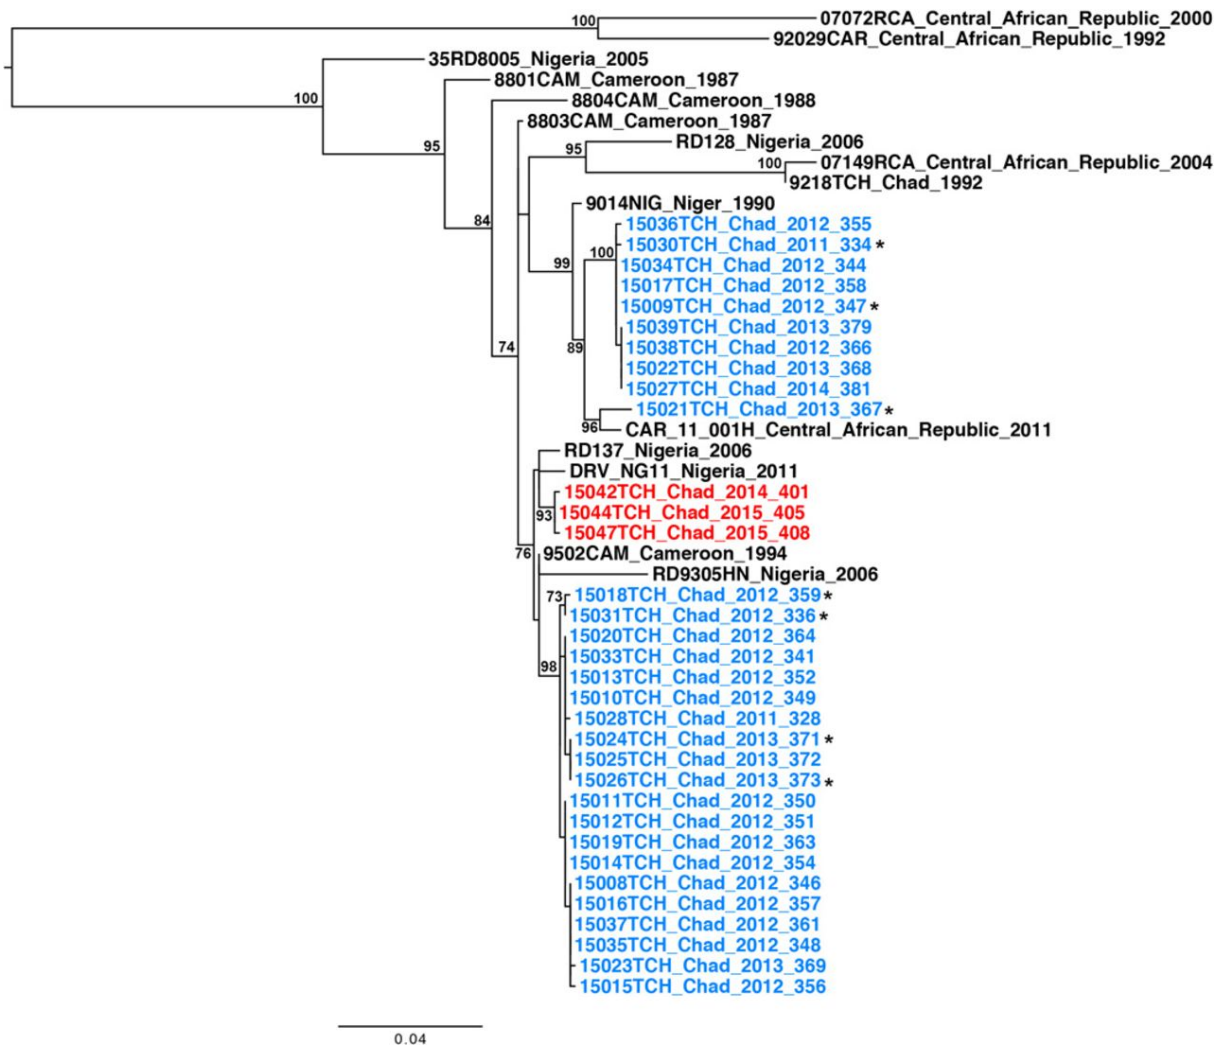 100
07072RCA_Central_African_Republic_2000
92029CAR_Central_African_Republic_1992
35RD8005_Nigeria_2005
8801CAM_Cameroon_1987
100
8804CAM_Cameroon_1988
8803CAM_Cameroon_1987
95
95
RD128_Nigeria_2006
100
07149RCA_Central_African_Republic_2004
9218TCH_Chad_1992
9014NIG_Niger_1990
84
15036TCH_Chad_2012_355
15030TCH_Chad_2011_334 *
100
99
15034TCH_Chad_2012_344
15017TCH_Chad_2012_358
15009TCH_Chad_2012_347 *
15039TCH_Chad_2013_379
74
89
15038TCH_Chad_2012_366
15022TCH_Chad_2013_368
15027TCH_Chad_2014_381
15021TCH_Chad_2013_367 *
96
CAR_11_001H_Central_African_Republic_2011
RD137_Nigeria_2006
DRV_NG11_Nigeria_2011
15042TCH_Chad_2014_401
93
15044TCH_Chad_2015_405
15047TCH_Chad_2015_408
76
9502CAM_Cameroon_1994
RD9305HN_Nigeria_2006
73
15018TCH_Chad_2012_359 *
15031TCH_Chad_2012_336 *
15020TCH_Chad_2012_364
15033TCH_Chad_2012_341
98
15013TCH_Chad_2012_352
15010TCH_Chad_2012_349
15028TCH_Chad_2011_328
15024TCH_Chad_2013_371 *
15025TCH_Chad_2013_372
15026TCH_Chad_2013_373 *
15011TCH_Chad_2012_350
15012TCH_Chad_2012_351
15019TCH_Chad_2012_363
15014TCH_Chad_2012_354
15008TCH_Chad_2012_346
15016TCH_Chad_2012_357
15037TCH_Chad_2012_361
15035TCH_Chad_2012_348
15023TCH_Chad_2013_369
15015TCH_Chad_2012_356
0.04